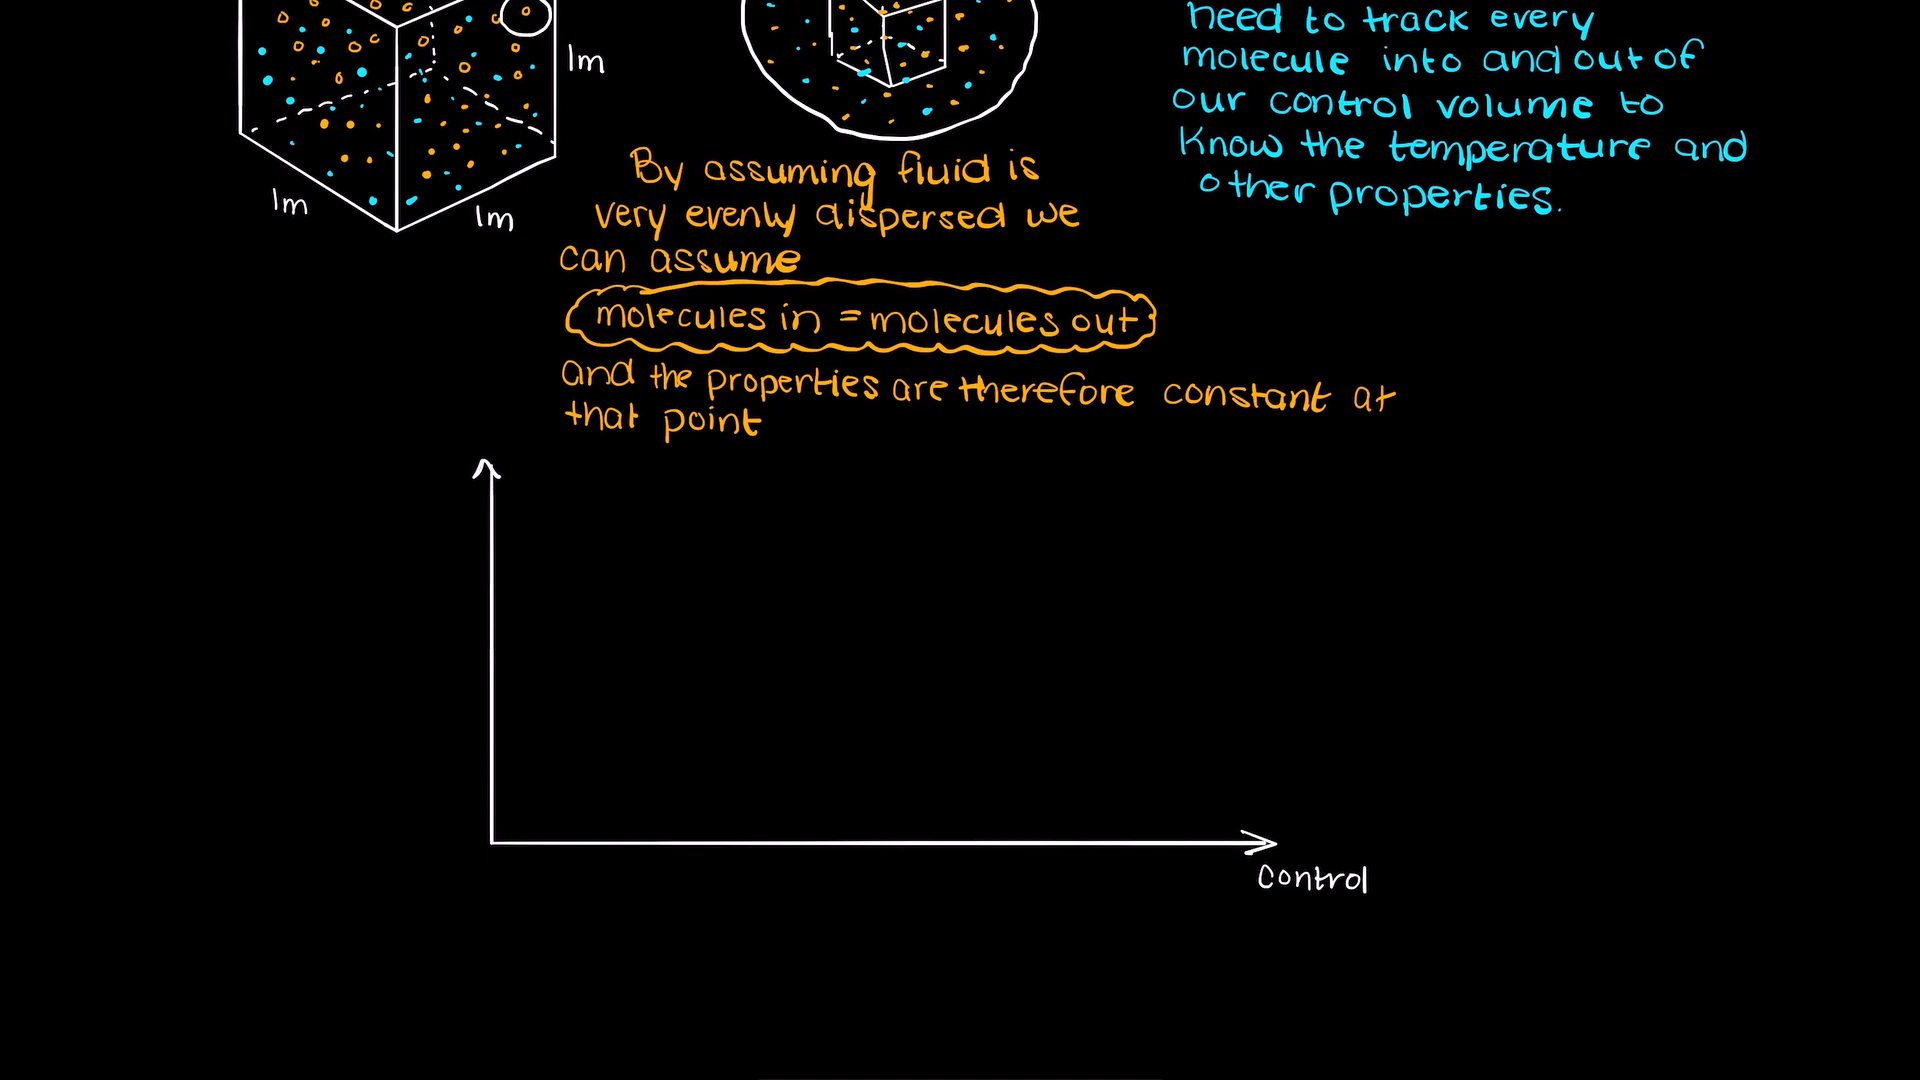 1m
1m
1m
By assuming fluid is
very evenly dispersed we
can assume
molecules in = molecules out
and the properties are therefore constant at
that point
need to track every
molecule into and out of
our control volume to
know the temperature and
other properties.
control